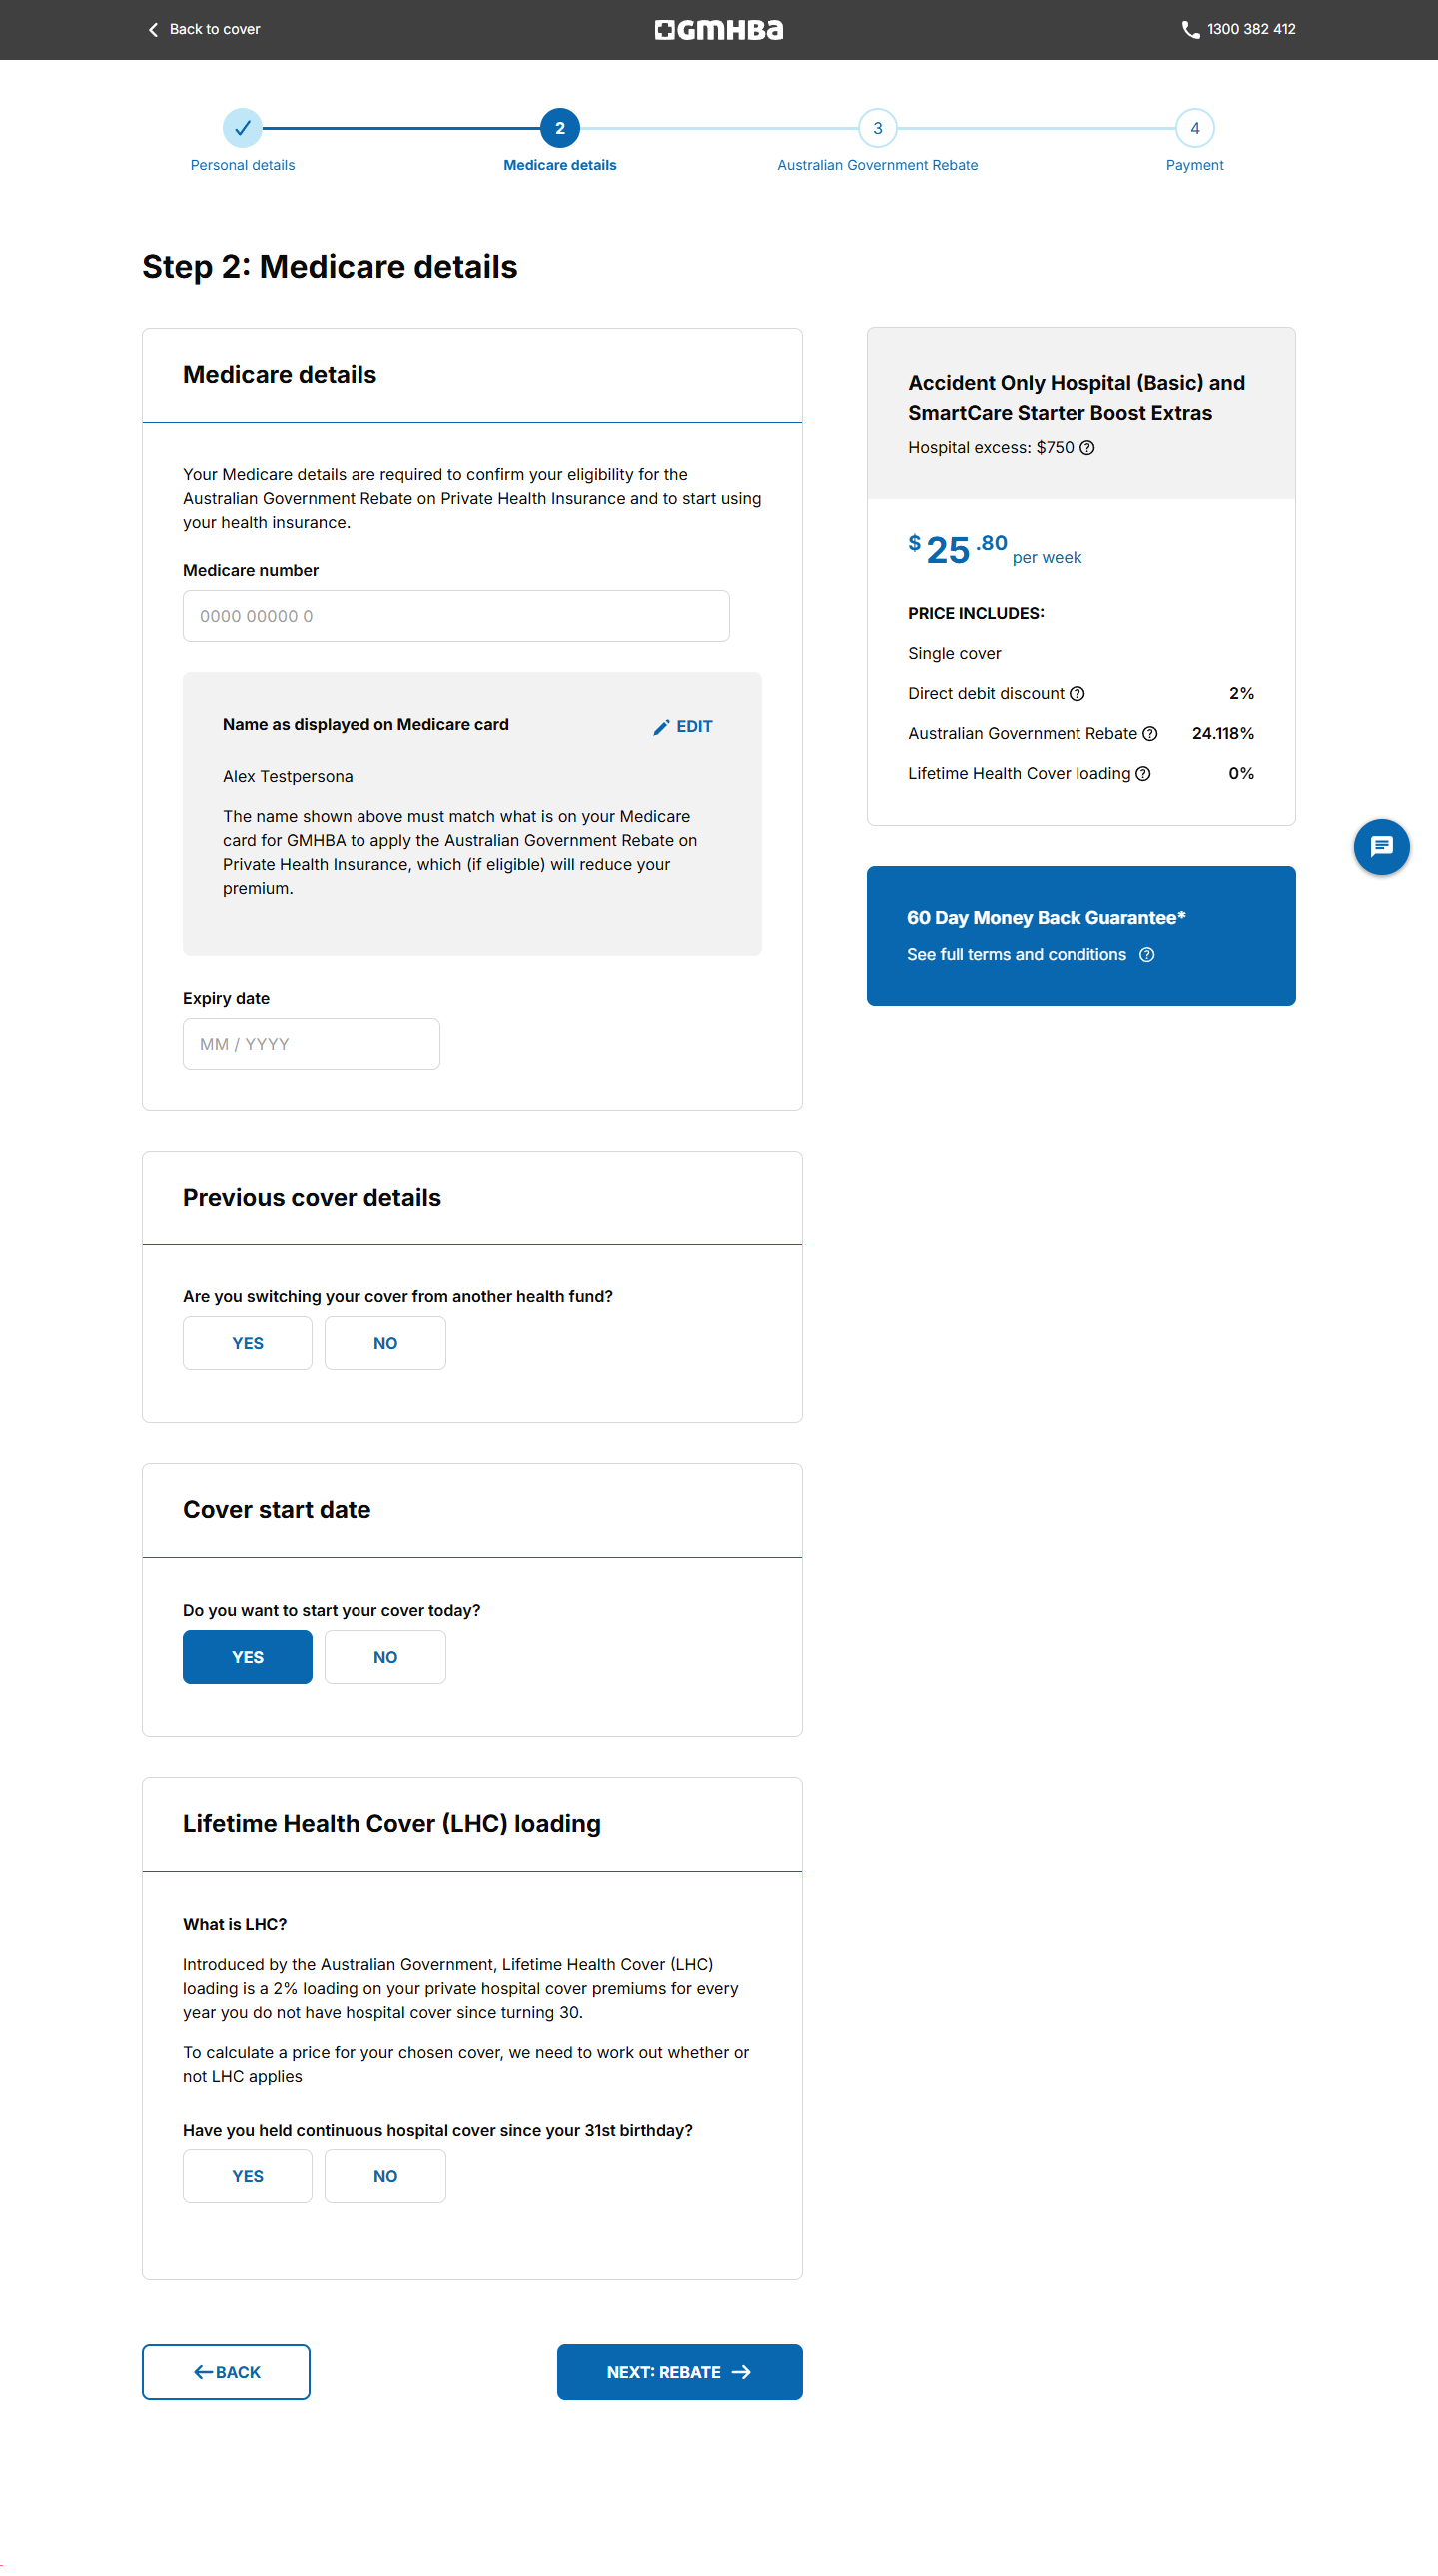 Back to cover
GMHBA
1300 382 412
✓
2
3
4
Personal details
Medicare details
Australian Government Rebate
Payment
Step 2: Medicare details
Medicare details
Your Medicare details are required to confirm your eligibility for the
Australian Government Rebate on Private Health Insurance and to start using
your health insurance.
Medicare number
0000 00000 0
Name as displayed on Medicare card
EDIT
Alex Testpersona
The name shown above must match what is on your Medicare
card for GMHBA to apply the Australian Government Rebate on
Private Health Insurance, which (if eligible) will reduce your
premium.
Expiry date
MM / YYYY
Previous cover details
Are you switching your cover from another health fund?
YES
NO
Cover start date
Do you want to start your cover today?
YES
NO
Lifetime Health Cover (LHC) loading
What is LHC?
Introduced by the Australian Government, Lifetime Health Cover (LHC)
loading is a 2% loading on your private hospital cover premiums for every
year you do not have hospital cover since turning 30.
To calculate a price for your chosen cover, we need to work out whether or
not LHC applies
Have you held continuous hospital cover since your 31st birthday?
YES
NO
BACK
NEXT: REBATE
Accident Only Hospital (Basic) and
SmartCare Starter Boost Extras
Hospital excess: $750
$25.80 per week
PRICE INCLUDES:
Single cover
Direct debit discount 2%
Australian Government Rebate 24.118%
Lifetime Health Cover loading 0%
60 Day Money Back Guarantee*
See full terms and conditions